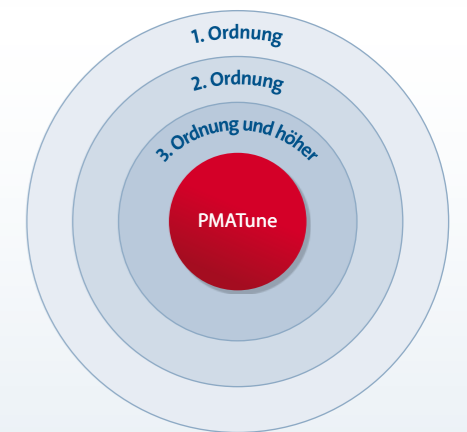 1. Ordnung
2. Ordnung
3. Ordnung und höher
PMATune